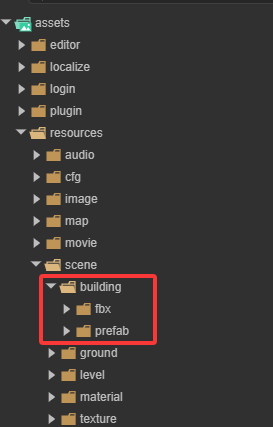 assets
editor
localize
login
plugin
resources
audio
cfg
image
map
movie
scene
building
fbx
prefab
ground
level
material
texture